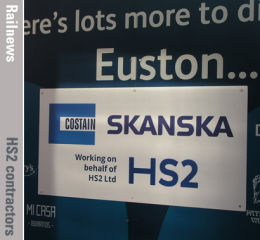 Railnews
HS2 contractors
ere's lots more to di
Euston...
COSTAIN
SKANSKA
Working on
behalf of
HS2 Ltd
HS2
MI CASA
BURRITOS